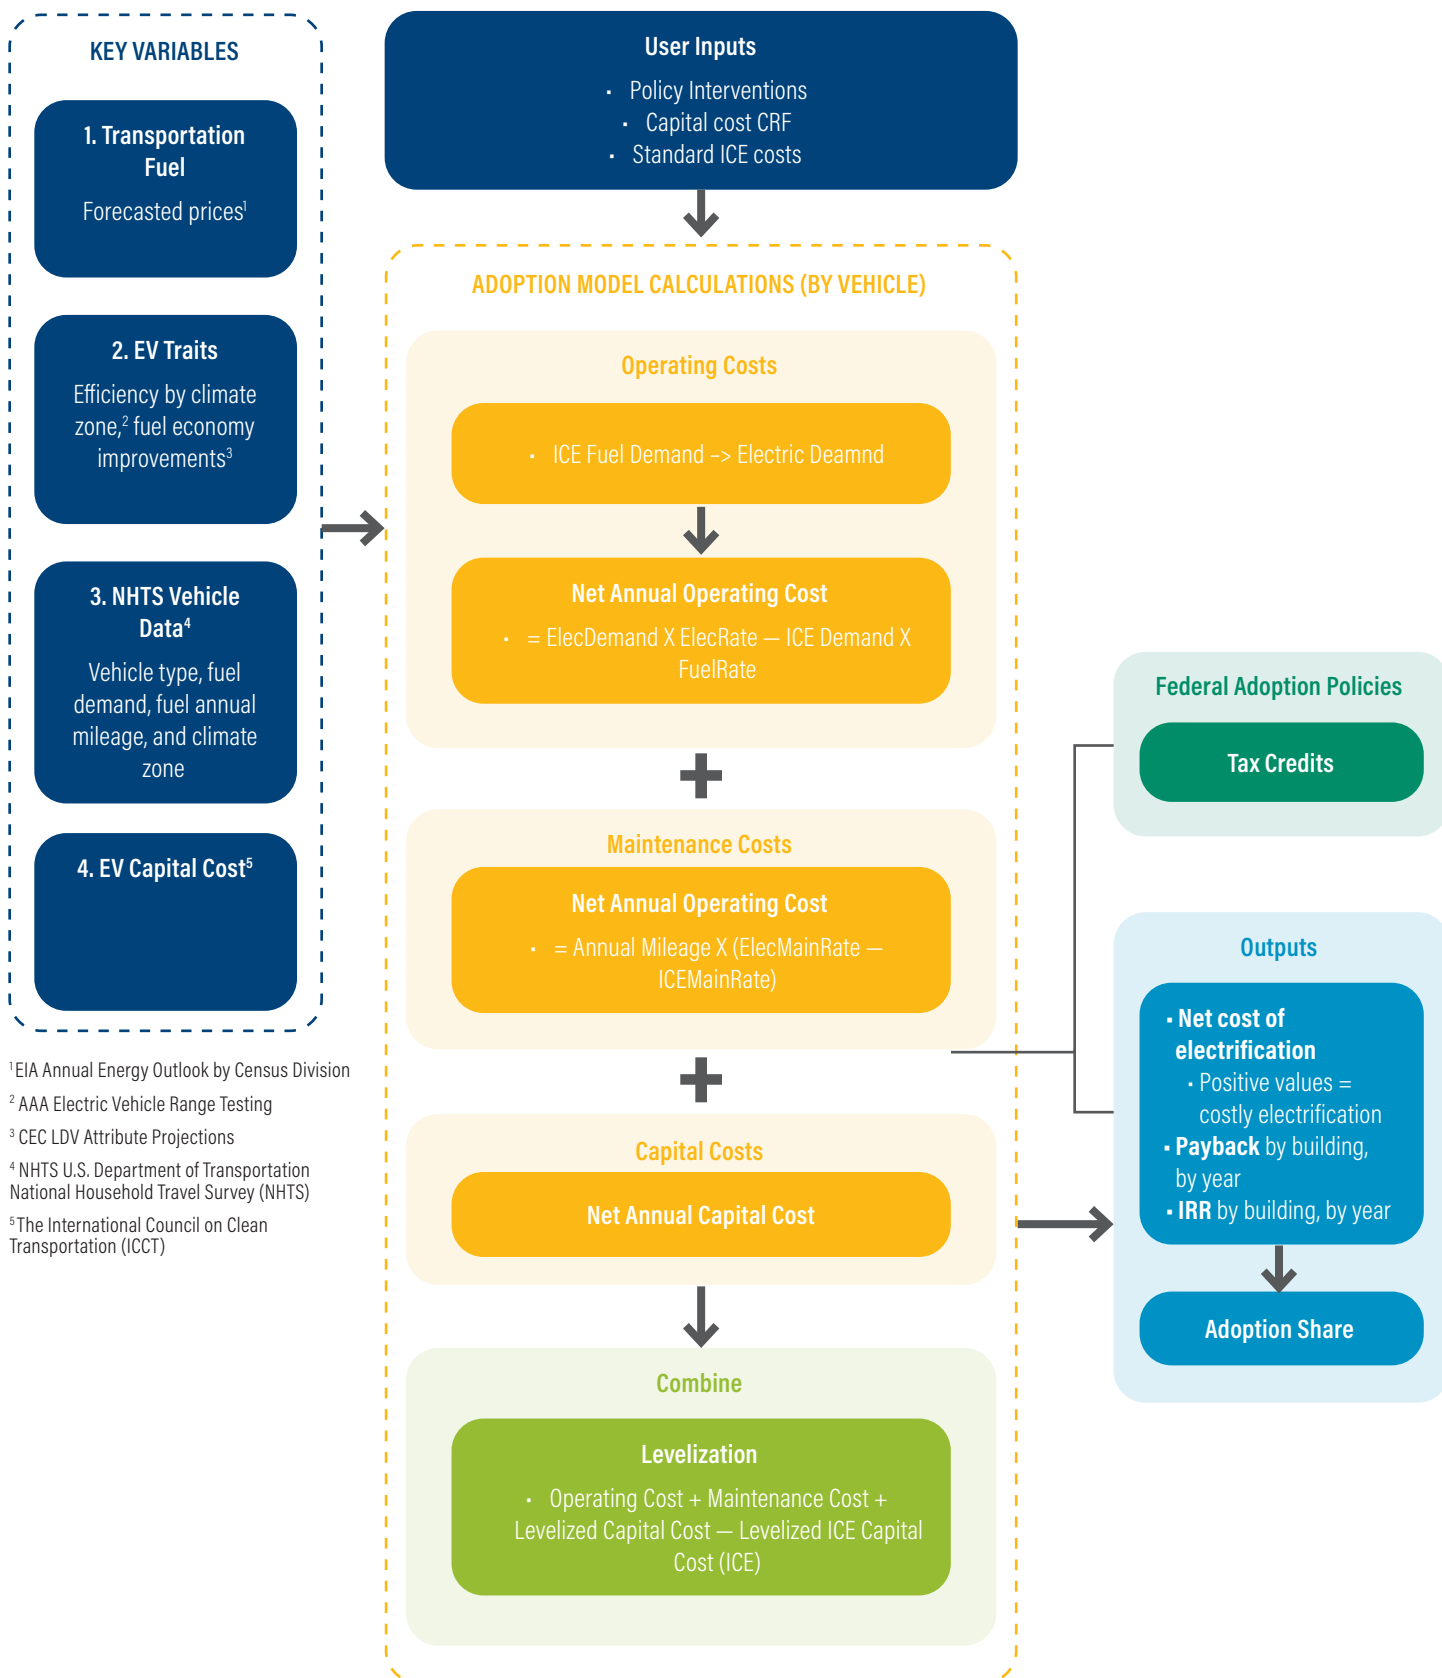 KEY VARIABLES
1. Transportation
Fuel
Forecasted prices¹
2. EV Traits
Efficiency by climate
zone,² fuel economy
improvements³
3. NHTS Vehicle
Data⁴
Vehicle type, fuel
demand, fuel annual
mileage, and climate
zone
4. EV Capital Cost⁵
¹ EIA Annual Energy Outlook by Census Division
² AAA Electric Vehicle Range Testing
³ CEC LDV Attribute Projections
⁴ NHTS U.S. Department of Transportation
National Household Travel Survey (NHTS)
⁵ The International Council on Clean
Transportation (ICCT)
User Inputs
• Policy Interventions
• Capital cost CRF
• Standard ICE costs
ADOPTION MODEL CALCULATIONS (BY VEHICLE)
Operating Costs
• ICE Fuel Demand –> Electric Deamnd
Net Annual Operating Cost
• = ElecDemand X ElecRate — ICE Demand X
FuelRate
Maintenance Costs
Net Annual Operating Cost
• = Annual Mileage X (ElecMainRate —
ICEMainRate)
Capital Costs
Net Annual Capital Cost
Combine
Levelization
• Operating Cost + Maintenance Cost +
Levelized Capital Cost — Levelized ICE Capital
Cost (ICE)
Federal Adoption Policies
Tax Credits
Outputs
• Net cost of
electrification
• Positive values =
costly electrification
• Payback by building,
by year
• IRR by building, by year
Adoption Share